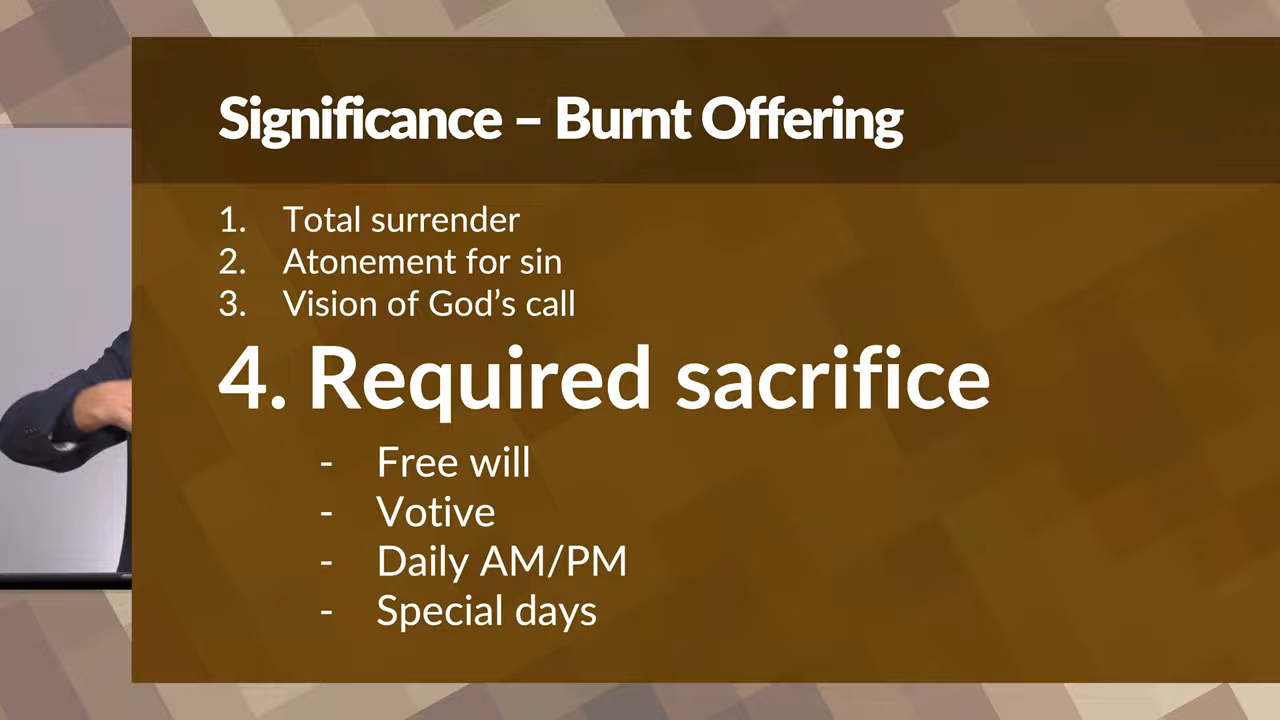 Significance – Burnt Offering
1. Total surrender
2. Atonement for sin
3. Vision of God’s call
4. Required sacrifice
- Free will
- Votive
- Daily AM/PM
- Special days